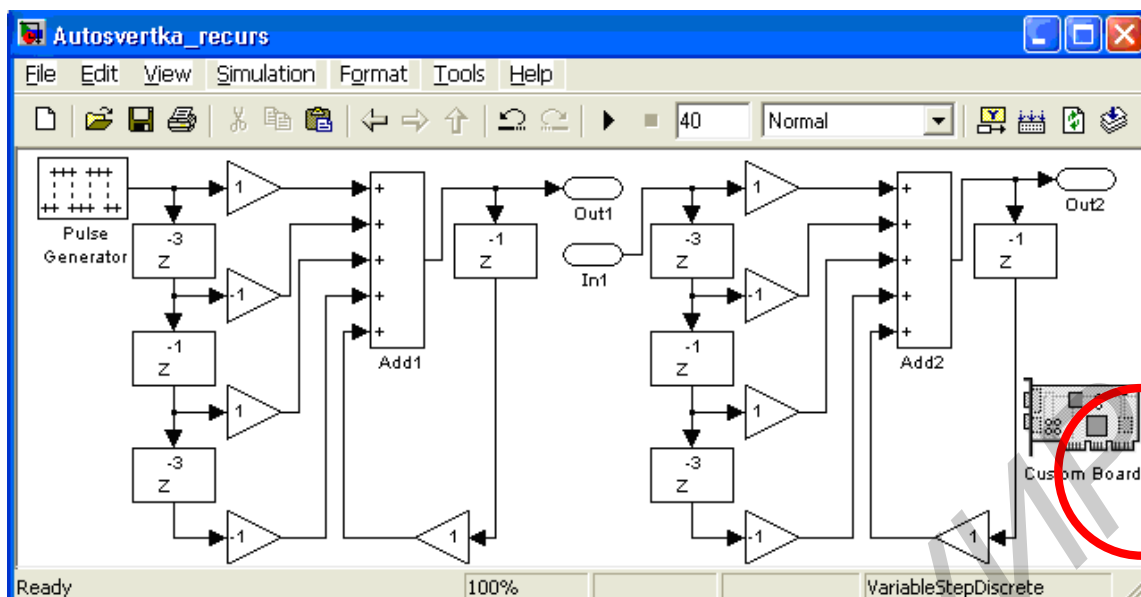 Autosvertka_recurs
File Edit View Simulation Format Tools Help
40 Normal
Pulse Generator
-3
Z
-1
Z
-3
Z
1
-1
1
-1
+
+
+
+
+
Add1
-1
Z
1
Out1
In1
-3
Z
-1
Z
-3
Z
1
-1
1
-1
+
+
+
+
+
Add2
-1
Z
1
Out2
Custom Board
Ready 100% VariableStepDiscrete